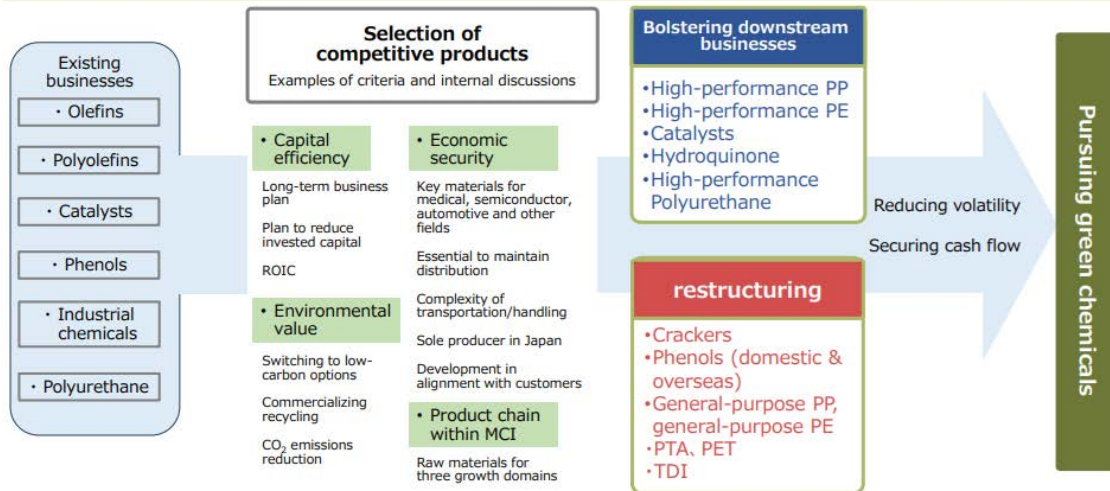 Existing
businesses
・Olefins
・Polyolefins
・Catalysts
・Phenols
・Industrial
chemicals
・Polyurethane
Selection of
competitive products
Examples of criteria and internal discussions
• Capital
efficiency
Long-term business
plan
Plan to reduce
invested capital
ROIC
• Environmental
value
Switching to low-
carbon options
Commercializing
recycling
CO₂ emissions
reduction
• Economic
security
Key materials for
medical, semiconductor,
automotive and other
fields
Essential to maintain
distribution
Complexity of
transportation/handling
Sole producer in Japan
Development in
alignment with customers
• Product chain
within MCI
Raw materials for
three growth domains
Bolstering downstream
businesses
•High-performance PP
•High-performance PE
•Catalysts
•Hydroquinone
•High-performance
Polyurethane
restructuring
•Crackers
•Phenols (domestic &
overseas)
•General-purpose PP,
general-purpose PE
・PTA、PET
・TDI
Reducing volatility
Securing cash flow
Pursuing green chemicals